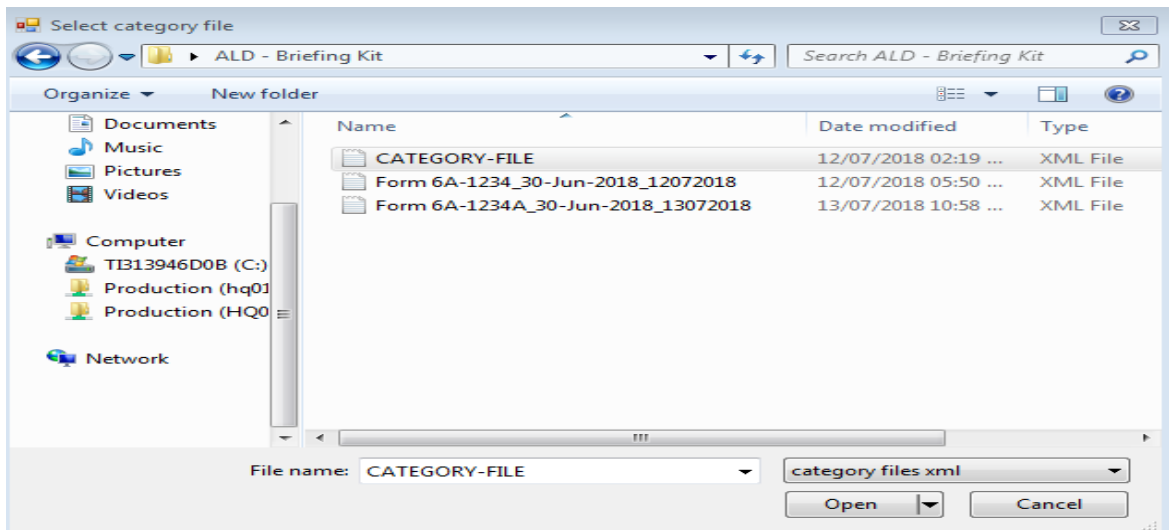 Select category file
ALD - Briefing Kit
Search ALD - Briefing Kit
Organize
New folder
Documents
Music
Pictures
Videos
Computer
TI313946D0B (C:)
Production (hq01
Production (HQ0
Network
Name Date modified Type
CATEGORY-FILE 12/07/2018 02:19 ... XML File
Form 6A-1234_30-Jun-2018_12072018 12/07/2018 05:50 ... XML File
Form 6A-1234A_30-Jun-2018_13072018 13/07/2018 10:58 ... XML File
File name: CATEGORY-FILE
category files xml
Open
Cancel